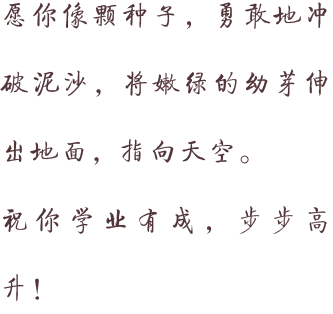 愿你像颗种子，勇敢地冲
破泥沙，将嫩绿的幼芽伸
出地面，指向天空。
祝你学业有成，步步高
升！